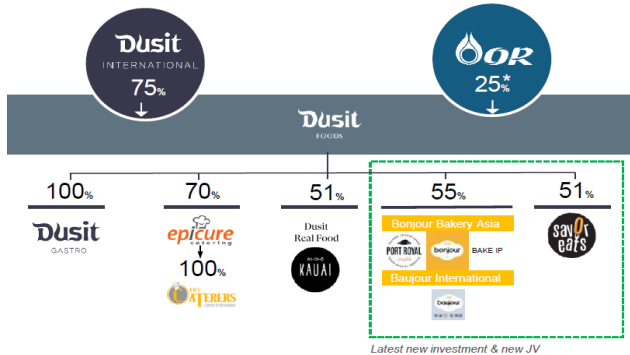 Dusit
INTERNATIONAL
75%
OR
25*%
Dusit
FOODS
100%
70%
51%
55%
51%
Dusit
GASTRO
epicure
catering
100%
THE
CATERERS
Dusit
Real Food
KAUAI
Bonjour Bakery Asia
PORT ROYAL
bonjour
BAKE IP
Baujour International
baujour
savor
eats
Latest new investment & new JV